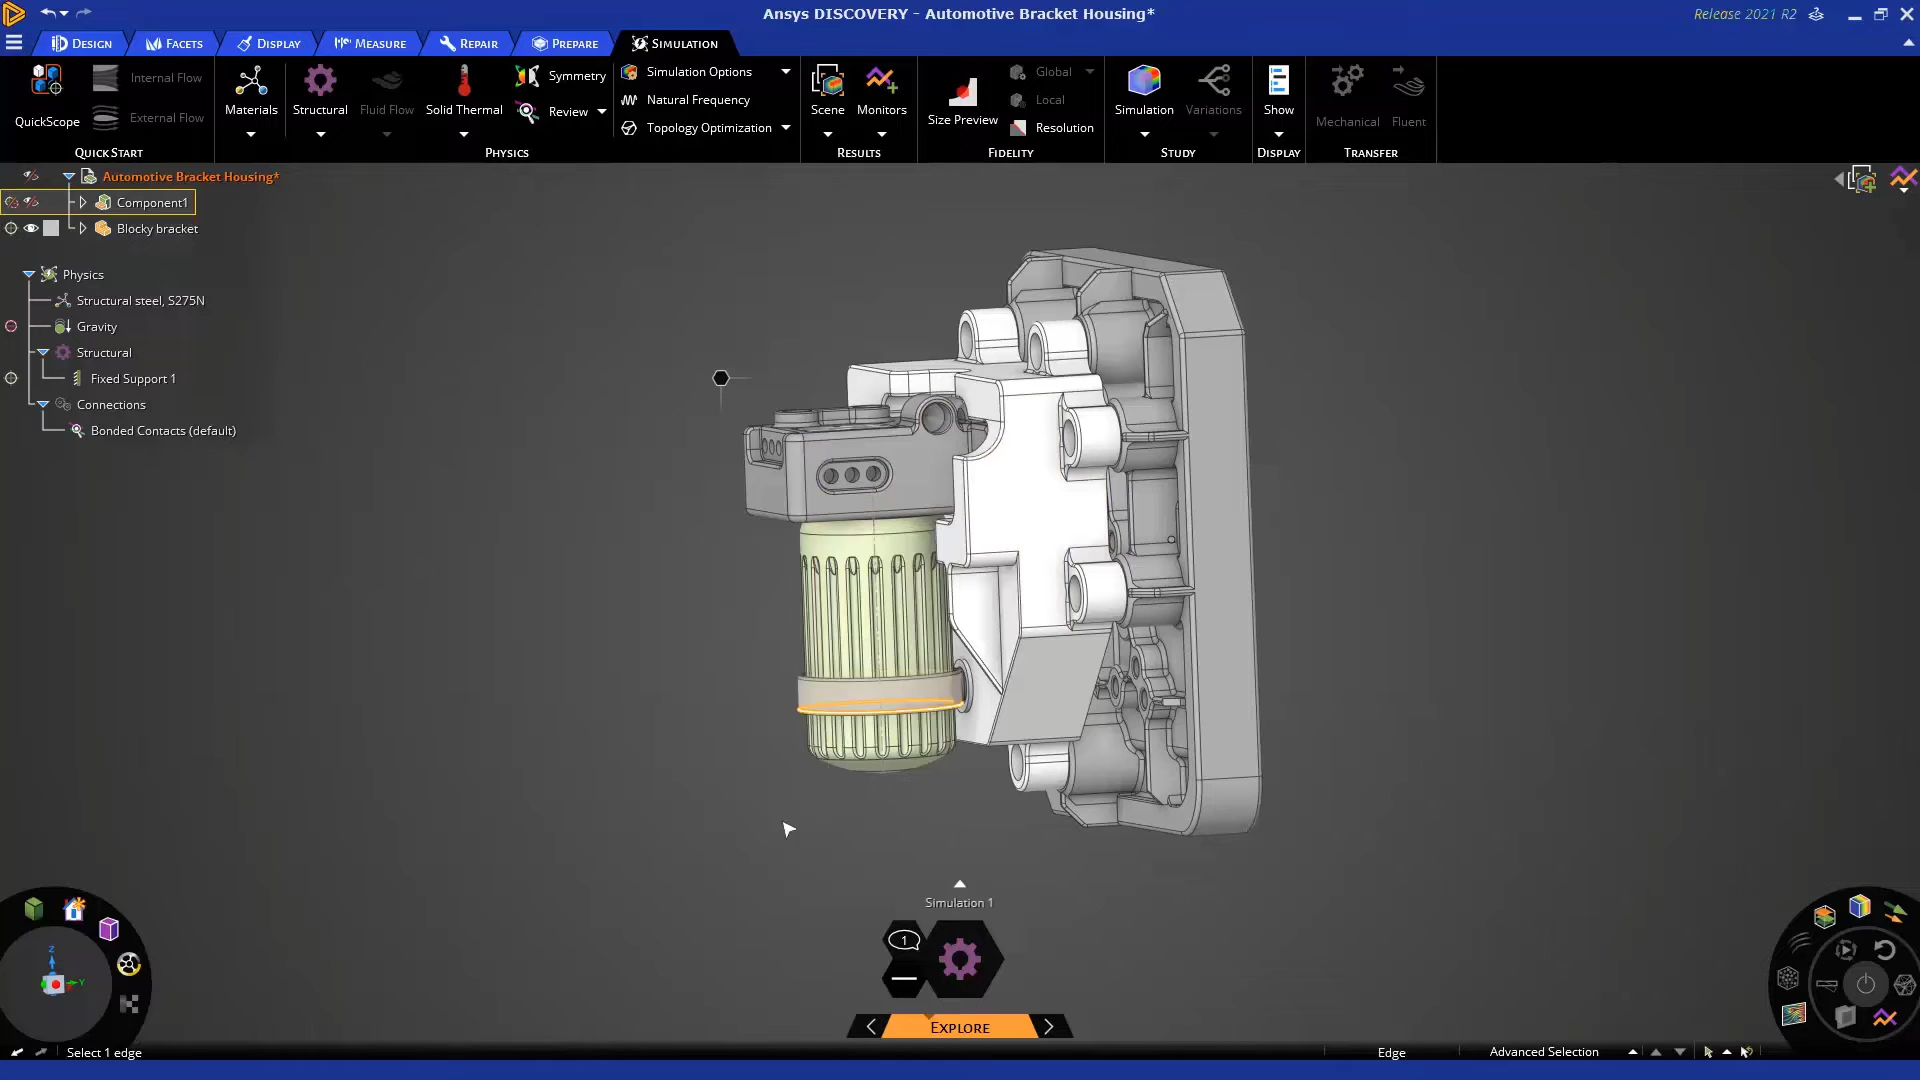 Ansys DISCOVERY - Automotive Bracket Housing*
Release 2021 R2
DESIGN
FACETS
DISPLAY
MEASURE
REPAIR
PREPARE
SIMULATION
QuickScope
Internal Flow
External Flow
QUICK START
Materials
Structural
Fluid Flow
Solid Thermal
Symmetry
Review
Simulation Options
Natural Frequency
Topology Optimization
PHYSICS
Scene
Monitors
RESULTS
Size Preview
Global
Local
Resolution
FIDELITY
Simulation
Variations
STUDY
Show
DISPLAY
Mechanical
Fluent
TRANSFER
Automotive Bracket Housing*
Component1
Blocky bracket
Physics
Structural steel, S275N
Gravity
Structural
Fixed Support 1
Connections
Bonded Contacts (default)
Z
Y
Simulation 1
1
EXPLORE
Select 1 edge
Edge
Advanced Selection